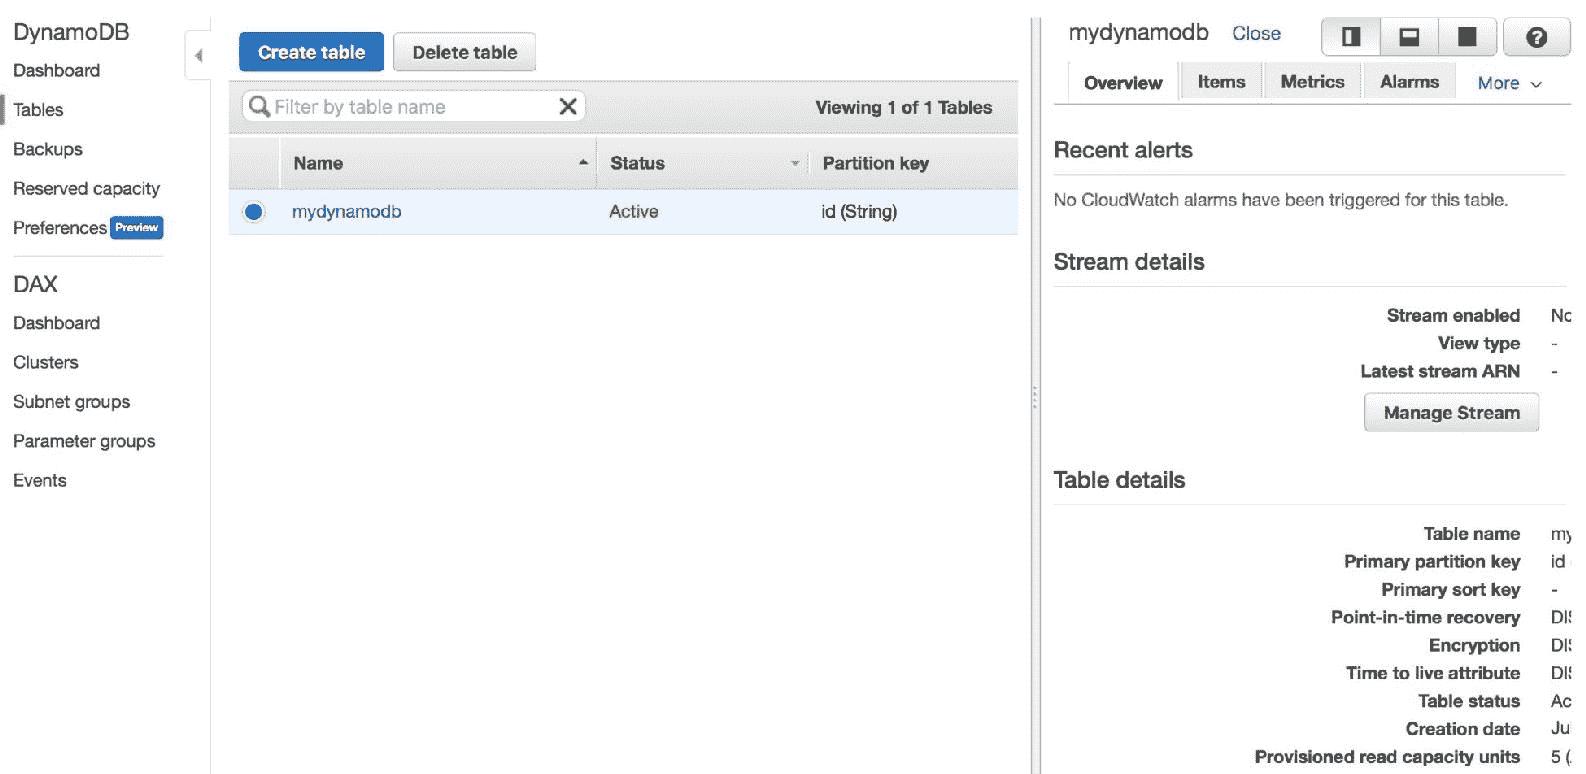 DynamoDB
Dashboard
Tables
Backups
Reserved capacity
Preferences Preview
DAX
Dashboard
Clusters
Subnet groups
Parameter groups
Events
Create table
Delete table
Filter by table name
Viewing 1 of 1 Tables
Name Status Partition key
mydynamodb Active id (String)
mydynamodb Close
Overview Items Metrics Alarms More
Recent alerts
No CloudWatch alarms have been triggered for this table.
Stream details
Stream enabled No
View type -
Latest stream ARN -
Manage Stream
Table details
Table name my
Primary partition key id
Primary sort key -
Point-in-time recovery DIS
Encryption DIS
Time to live attribute DIS
Table status Ac
Creation date Ju
Provisioned read capacity units 5 (